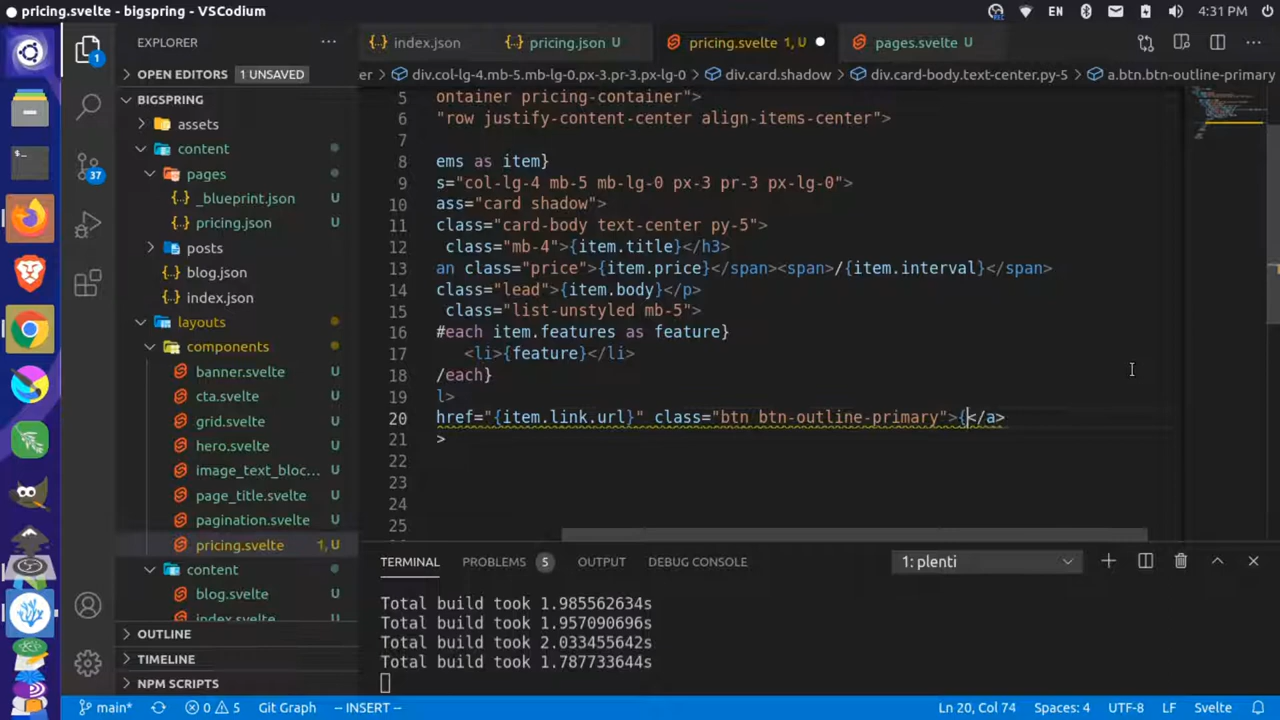 pricing.svelte - bigspring - VSCodium
EN
4:31 PM
EXPLORER
index.json
pricing.json U
pricing.svelte 1, U
pages.svelte U
OPEN EDITORS 1 UNSAVED
er > div.col-lg-4.mb-5.mb-lg-0.px-3.pr-3.px-lg-0 > div.card.shadow > div.card-body.text-center.py-5 > a.btn.btn-outline-primary
BIGSPRING
assets
content
pages
_blueprint.json U
pricing.json U
posts
blog.json
index.json
layouts
components
banner.svelte U
cta.svelte U
grid.svelte U
hero.svelte U
image_text_bloc... U
page_title.svelte U
pagination.svelte U
pricing.svelte 1, U
content
blog.svelte U
index.svelte U
OUTLINE
TIMELINE
NPM SCRIPTS
1
37
5 ontainer pricing-container">
6 "row justify-content-center align-items-center">
7
8 ems as item}
9 s="col-lg-4 mb-5 mb-lg-0 px-3 pr-3 px-lg-0">
10 ass="card shadow">
11 class="card-body text-center py-5">
12 class="mb-4">{item.title}</h3>
13 an class="price">{item.price}</span><span>/{item.interval}</span>
14 class="lead">{item.body}</p>
15 class="list-unstyled mb-5">
16 #each item.features as feature}
17 <li>{feature}</li>
18 /each}
19 l>
20 href="{item.link.url}" class="btn btn-outline-primary">{</a>
21 >
22
23
24
25
TERMINAL PROBLEMS 5 OUTPUT DEBUG CONSOLE 1: plenti
Total build took 1.985562634s
Total build took 1.957090696s
Total build took 2.033455642s
Total build took 1.787733644s
main* 0 5 Git Graph -- INSERT -- Ln 20, Col 74 Spaces: 4 UTF-8 LF Svelte